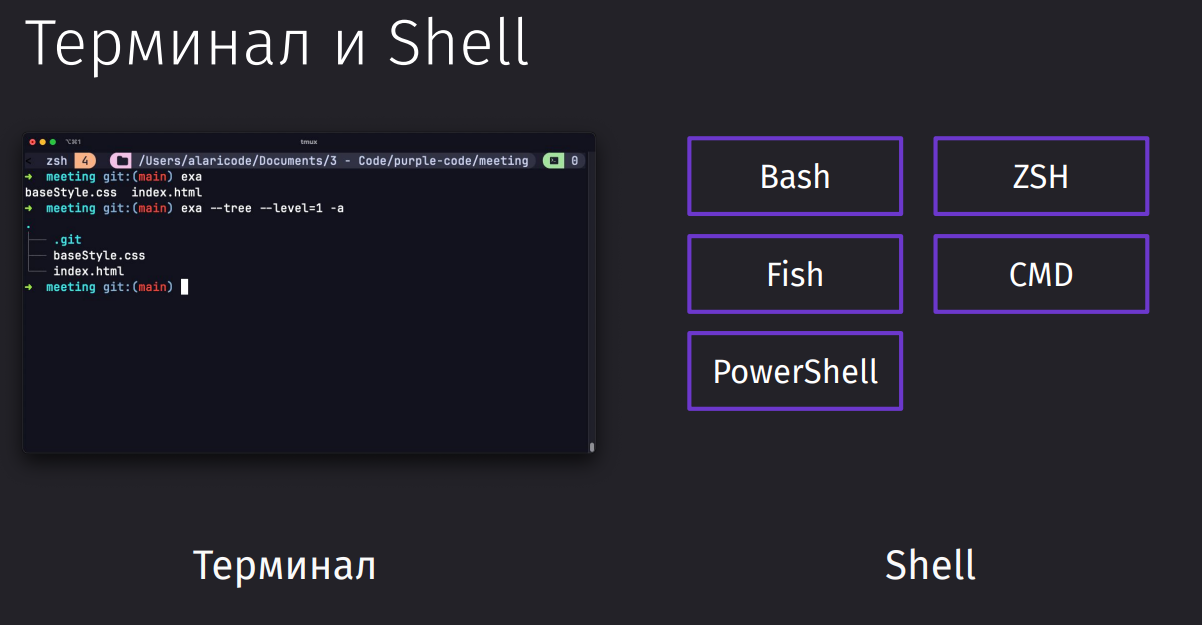 Терминал и Shell
⌥⌘1
tmux
zsh 4 /Users/alaricode/Documents/3 - Code/purple-code/meeting 0
→ meeting git:(main) exa
baseStyle.css index.html
→ meeting git:(main) exa --tree --level=1 -a
.
├── .git
├── baseStyle.css
└── index.html
→ meeting git:(main)
Bash
ZSH
Fish
CMD
PowerShell
Терминал
Shell